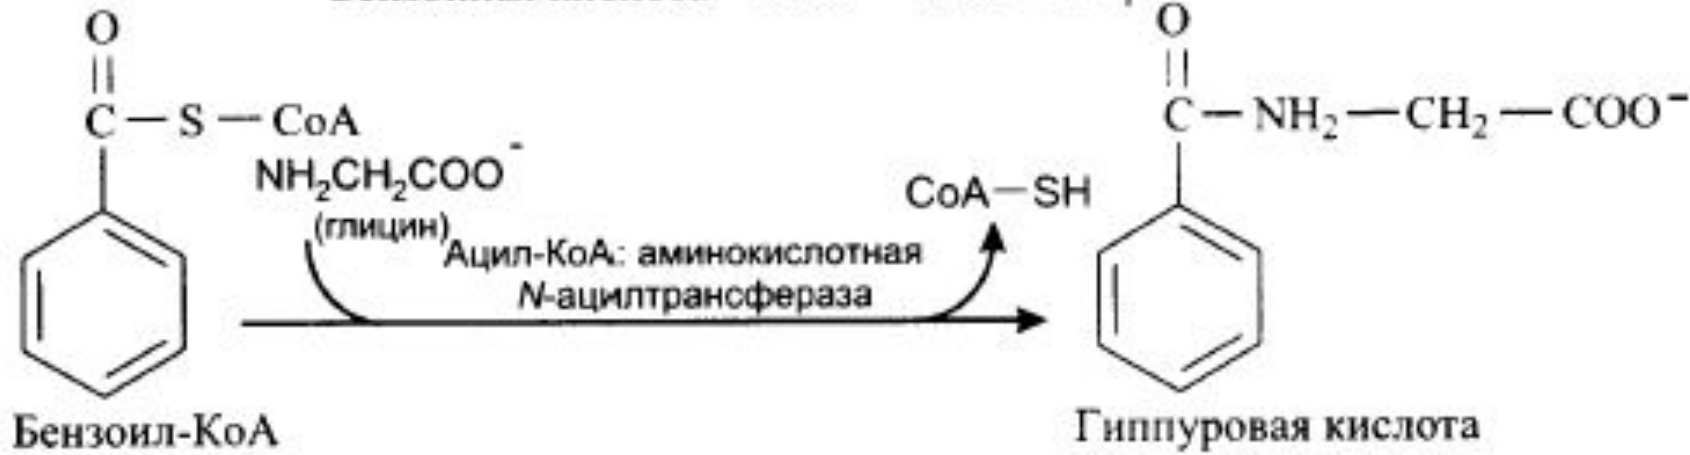 O
C — S — CoA
NH₂CH₂COO⁻
(глицин)
Ацил-КоА: аминокислотная
N-ацилтрансфераза
CoA—SH
O
C — NH₂ — CH₂ — COO⁻
Бензоил-КоА
Гиппуровая кислота